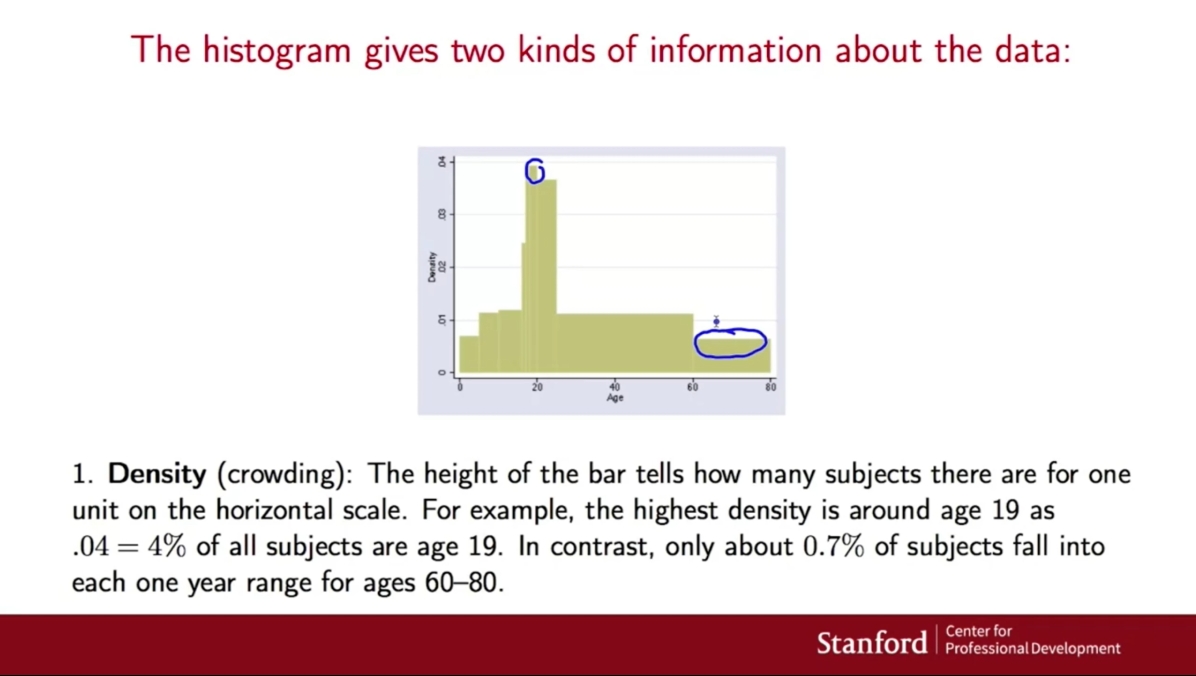 The histogram gives two kinds of information about the data:
.04
.03
.02
.01
0
Density
0 20 40 60 80
Age
1. Density (crowding): The height of the bar tells how many subjects there are for one
unit on the horizontal scale. For example, the highest density is around age 19 as
.04 = 4% of all subjects are age 19. In contrast, only about 0.7% of subjects fall into
each one year range for ages 60–80.
Stanford
Center for
Professional Development